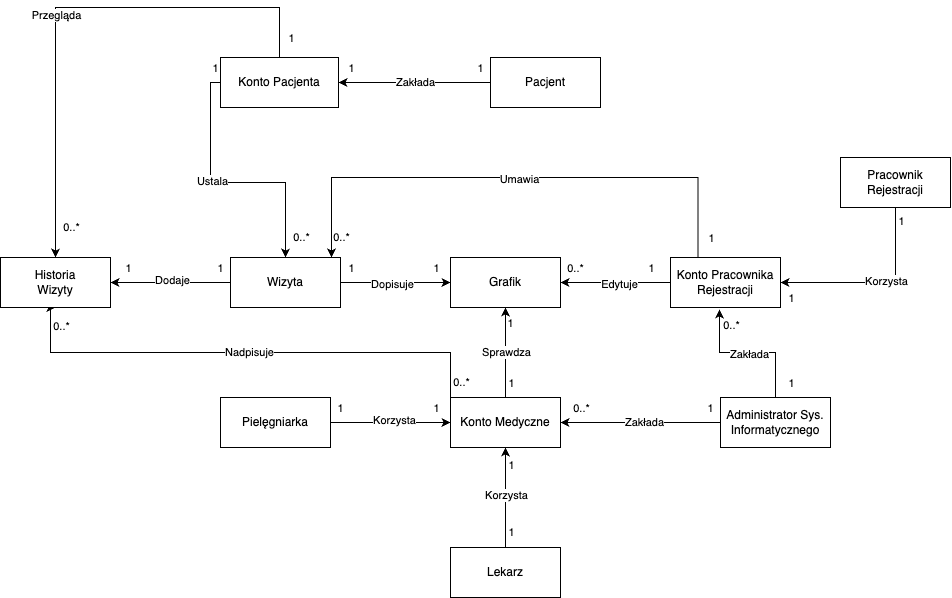 Przegląda
1
1
Konto Pacjenta
1
Zakłada
1
Pacjent
Ustala
Umawia
Pracownik
Rejestracji
1
0..*
0..*
0..*
1
Historia
Wizyty
1
Dodaje
1
Wizyta
1
Dopisuje
1
Grafik
0..*
Edytuje
1
Konto Pracownika
Rejestracji
1
Korzysta
0..*
1
0..*
Nadpisuje
Sprawdza
Zakłada
0..*
1
1
Pielęgniarka
1
Korzysta
1
Konto Medyczne
0..*
Zakłada
1
Administrator Sys.
Informatycznego
1
Korzysta
1
Lekarz